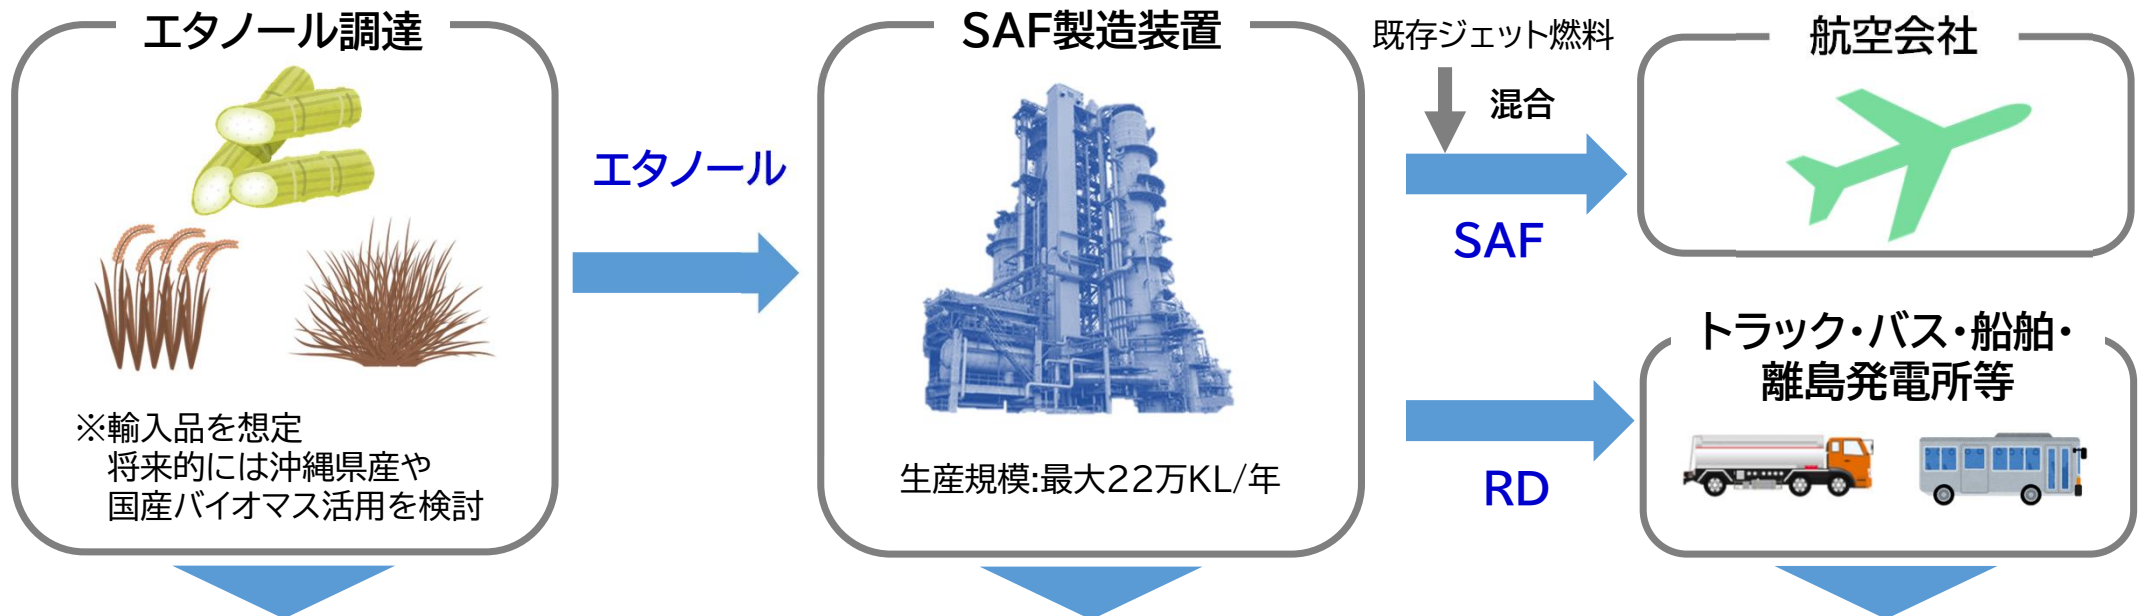 エタノール調達
※輸入品を想定
将来的には沖縄県産や
国産バイオマス活用を検討
エタノール
SAF製造装置
生産規模:最大22万KL/年
既存ジェット燃料
混合
SAF
RD
航空会社
トラック・バス・船舶・
離島発電所等